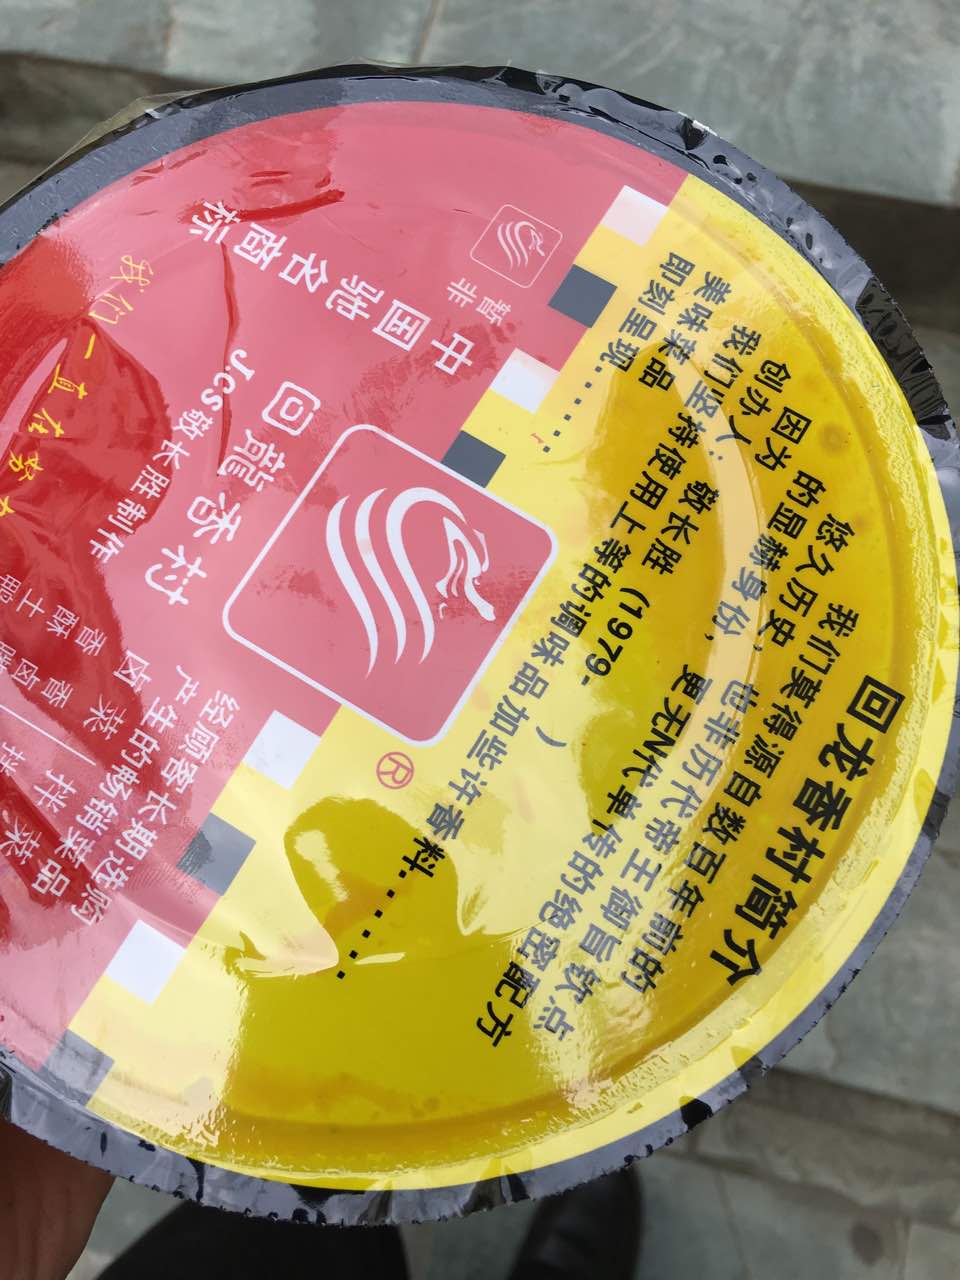 回龙香村简介
我们莫得源自数百年前的
悠久历史，也非历代帝王御旨钦点
的显赫身份，更无N代单传的绝密配方
因为
创办人：敬长胜（1979- ）
我们坚持使用上等的调味品加些许香料......
美味菜品
即刻呈现......
®
暂
非
中国驰名商标
回龍香村
J.cs敬长胜制作
我们一直在努
经顾客长期选购
产生的畅销菜品
卤菜 拌菜
香酥土鸭